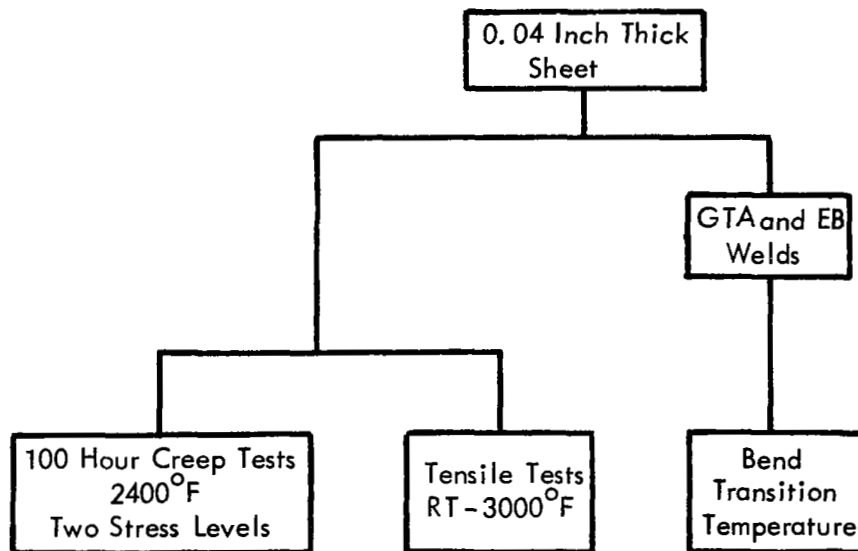 0.04 Inch Thick
Sheet
GTA and EB
Welds
100 Hour Creep Tests
2400°F
Two Stress Levels
Tensile Tests
RT-3000°F
Bend
Transition
Temperature